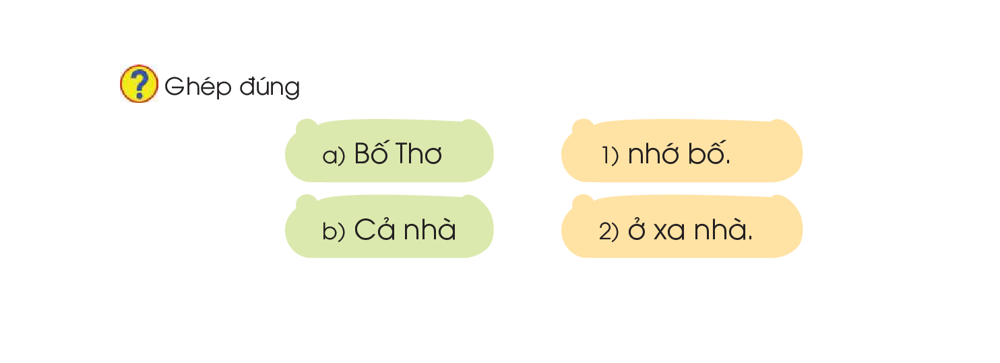 ? Ghép đúng
a) Bố Thơ
1) nhớ bố.
b) Cả nhà
2) ở xa nhà.